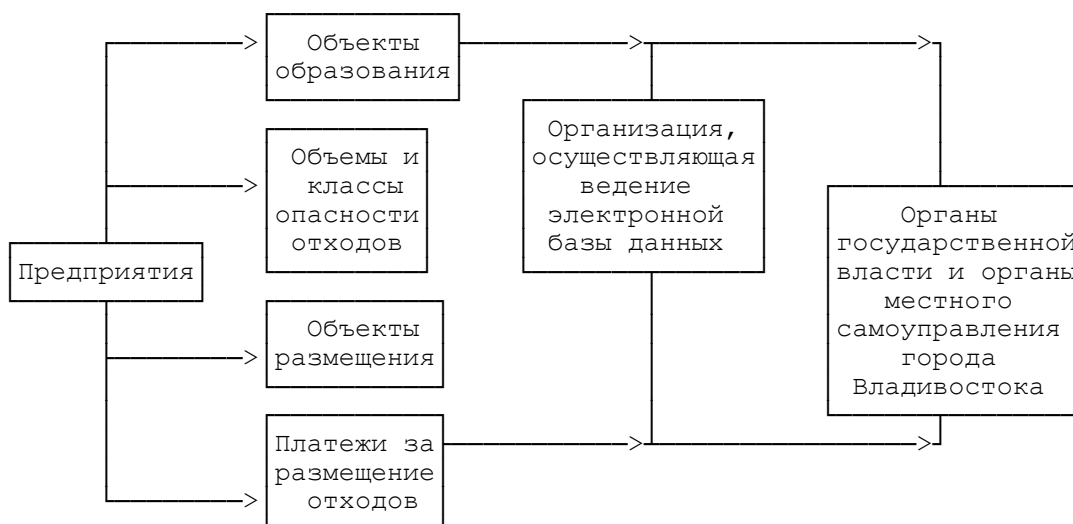 Объекты
образования
Объемы и
классы
опасности
отходов
Предприятия
Объекты
размещения
Платежи за
размещение
отходов
Организация,
осуществляющая
ведение
электронной
базы данных
Органы
государственной
власти и органы
местного
самоуправления
города
Владивостока